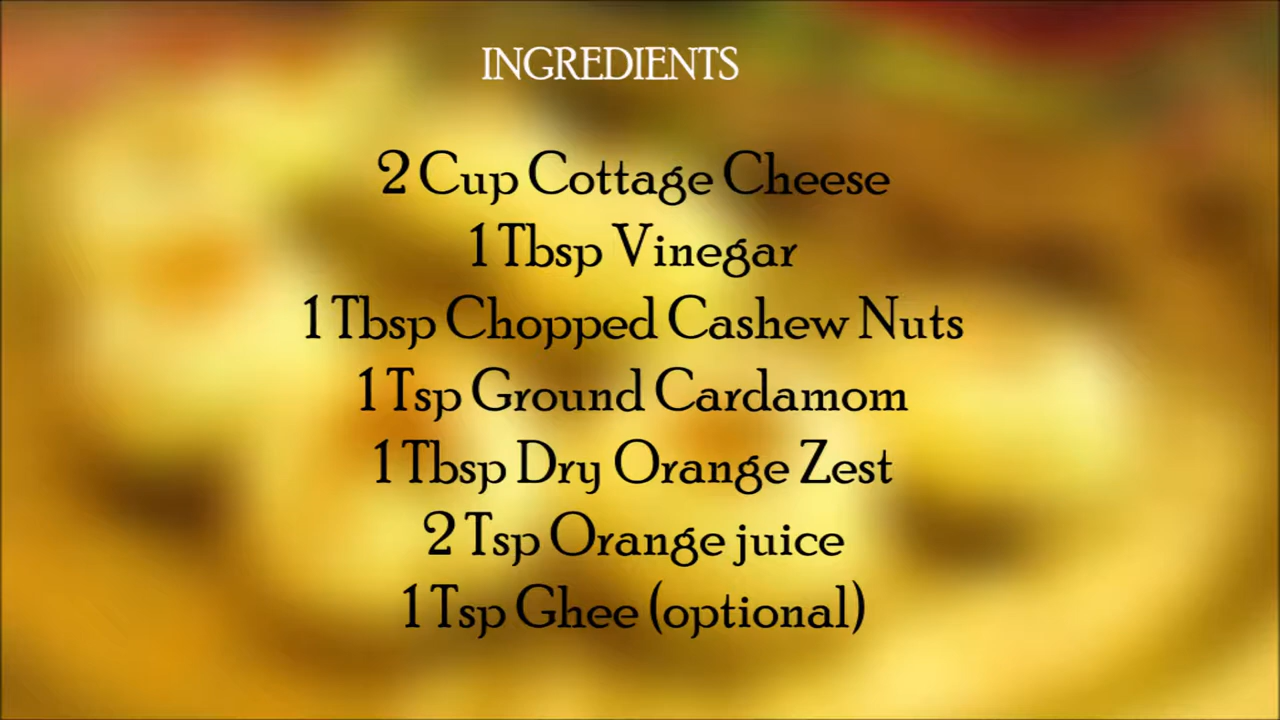 INGREDIENTS
2 Cup Cottage Cheese
1 Tbsp Vinegar
1 Tbsp Chopped Cashew Nuts
1 Tsp Ground Cardamom
1 Tbsp Dry Orange Zest
2 Tsp Orange juice
1 Tsp Ghee (optional)